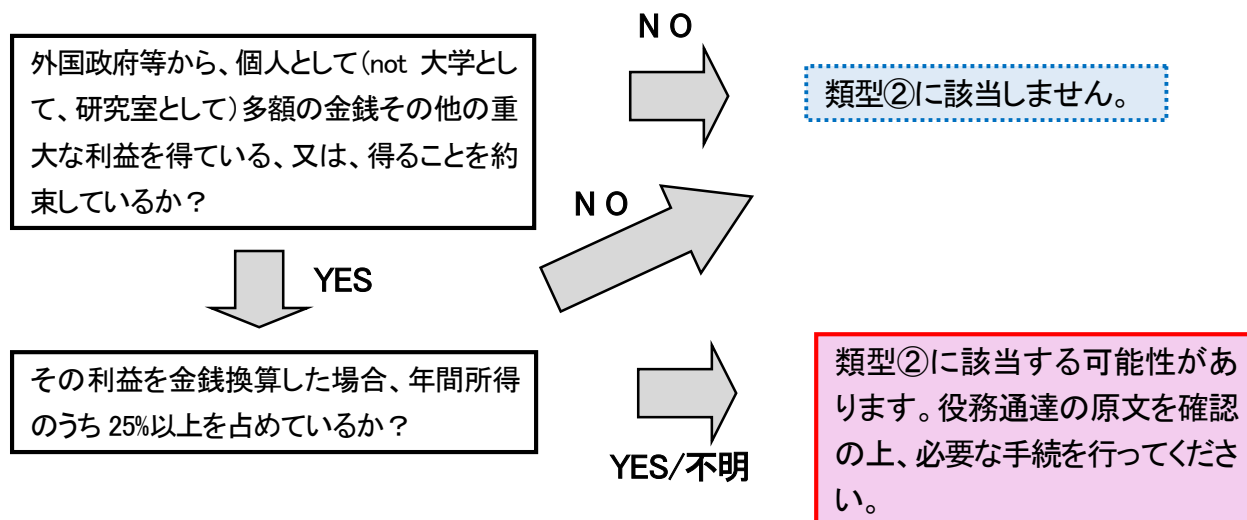 外国政府等から、個人として(not 大学とし
て、研究室として)多額の金銭その他の重
大な利益を得ている、又は、得ることを約
束しているか?
NO
類型②に該当しません。
NO
YES
その利益を金銭換算した場合、年間所得
のうち 25%以上を占めているか?
YES/不明
類型②に該当する可能性があ
ります。役務通達の原文を確認
の上、必要な手続を行ってくださ
い。